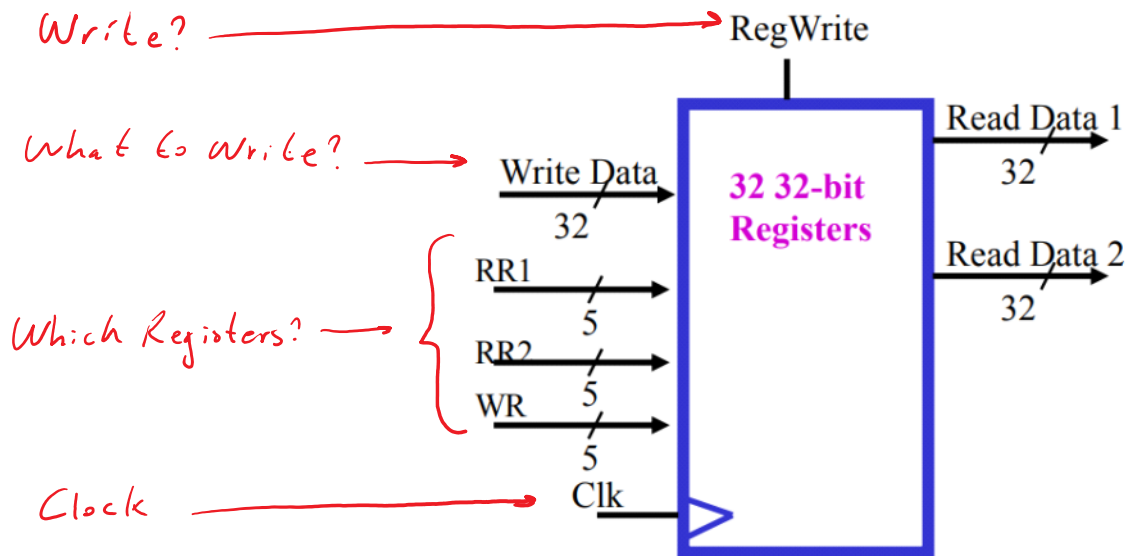 Write?
RegWrite
What to Write?
Write Data
32
32 32-bit
Registers
Read Data 1
32
Read Data 2
32
Which Registers?
RR1
5
RR2
5
WR
5
Clock
Clk